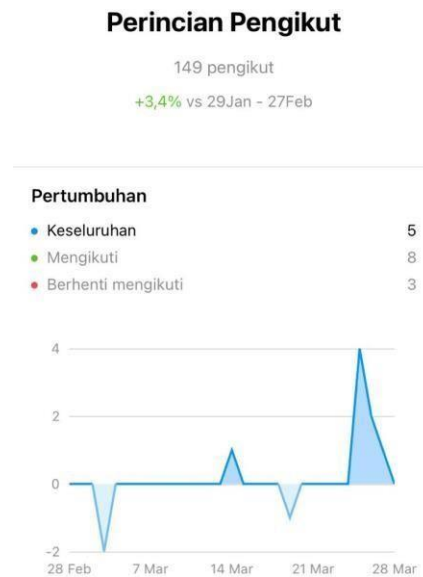 Perincian Pengikut
149 pengikut
+3,4% vs 29Jan - 27Feb
Pertumbuhan
Keseluruhan 5
Mengikuti 8
Berhenti mengikuti 3
4
2
0
-2
28 Feb 7 Mar 14 Mar 21 Mar 28 Mar